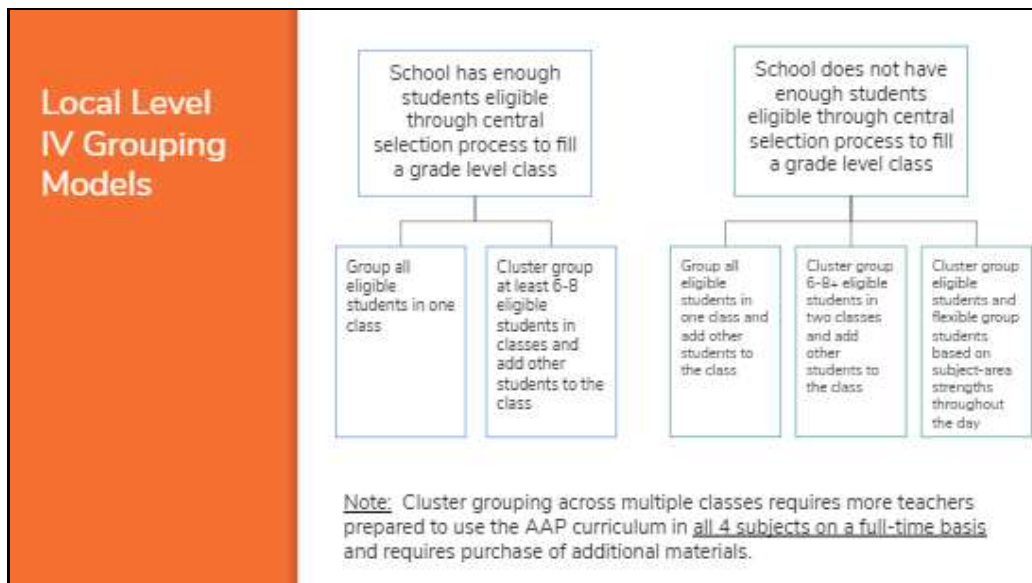 Local Level
IV Grouping
Models
School has enough
students eligible
through central
selection process to fill
a grade level class
Group all
eligible
students in one
class
Cluster group
at least 6-8
eligible
students in
classes and
add other
students to the
class
School does not have
enough students
eligible through central
selection process to fill
a grade level class
Group all
eligible
students in
one class and
add other
students to
the class
Cluster group
6-8+ eligible
students in
two classes
and add
other
students to
the class
Cluster group
eligible
students and
flexible group
students
based on
subject-area
strengths
throughout
the day
Note: Cluster grouping across multiple classes requires more teachers
prepared to use the AAP curriculum in all 4 subjects on a full-time basis
and requires purchase of additional materials.